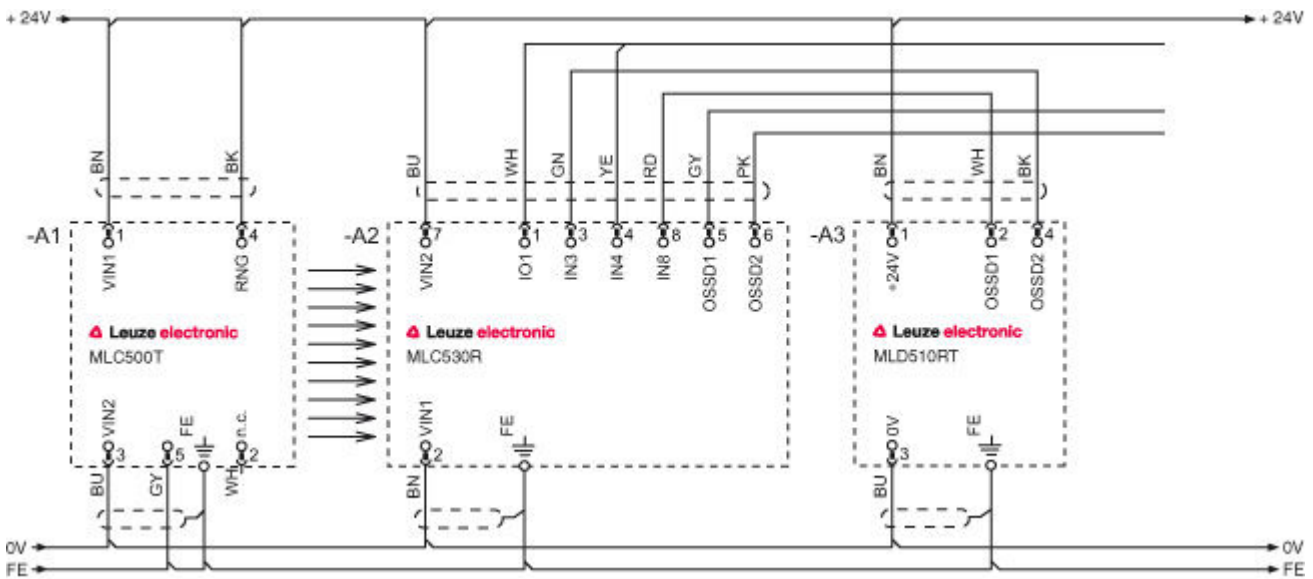 + 24V
+ 24V
BN
BK
BU
WH
GN
YE
RD
GY
PK
BN
WH
BK
-A1
1
4
-A2
7
1
3
4
8
5
6
-A3
1
2
4
VIN1
RNG
VIN2
IO1
IN3
IN4
IN8
OSSD1
OSSD2
+24V
OSSD1
OSSD2
Leuze electronic
MLC500T
Leuze electronic
MLC530R
Leuze electronic
MLD510RT
VIN2
FE
n.c.
VIN1
FE
0V
FE
3
5
2
2
3
BU
GY
WH
BN
BU
0V
0V
FE
FE